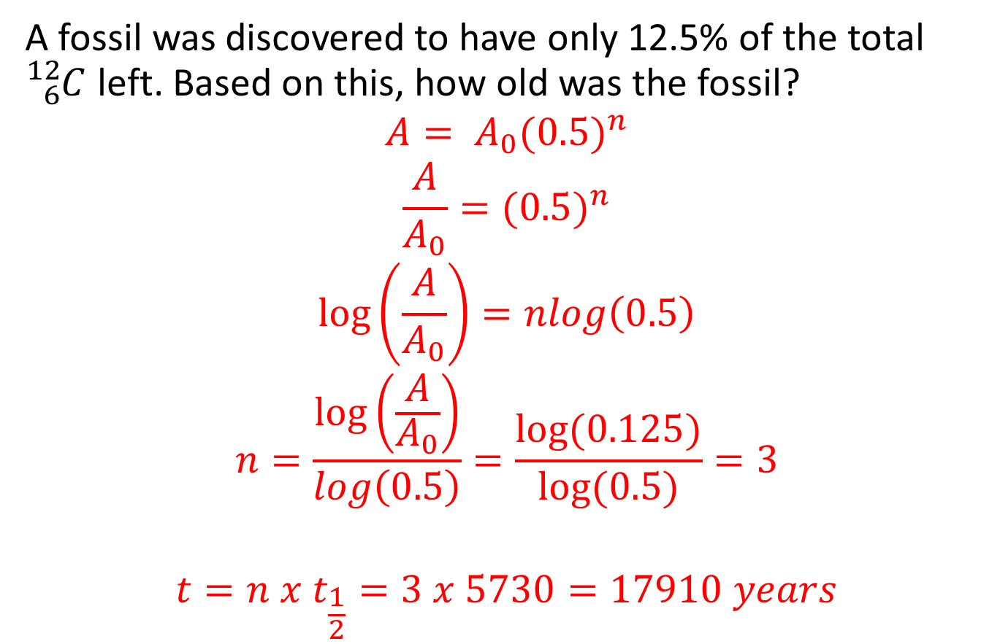 A fossil was discovered to have only 12.5% of the total
$^{12}_{6}C$ left. Based on this, how old was the fossil?
$A = A_0(0.5)^n$
$\frac{A}{A_0} = (0.5)^n$
$\log\left(\frac{A}{A_0}\right) = nlog(0.5)$
$n = \frac{\log\left(\frac{A}{A_0}\right)}{log(0.5)} = \frac{\log(0.125)}{\log(0.5)} = 3$
$t = n \; x \; t_{\frac{1}{2}} = 3 \; x \; 5730 = 17910 \; years$